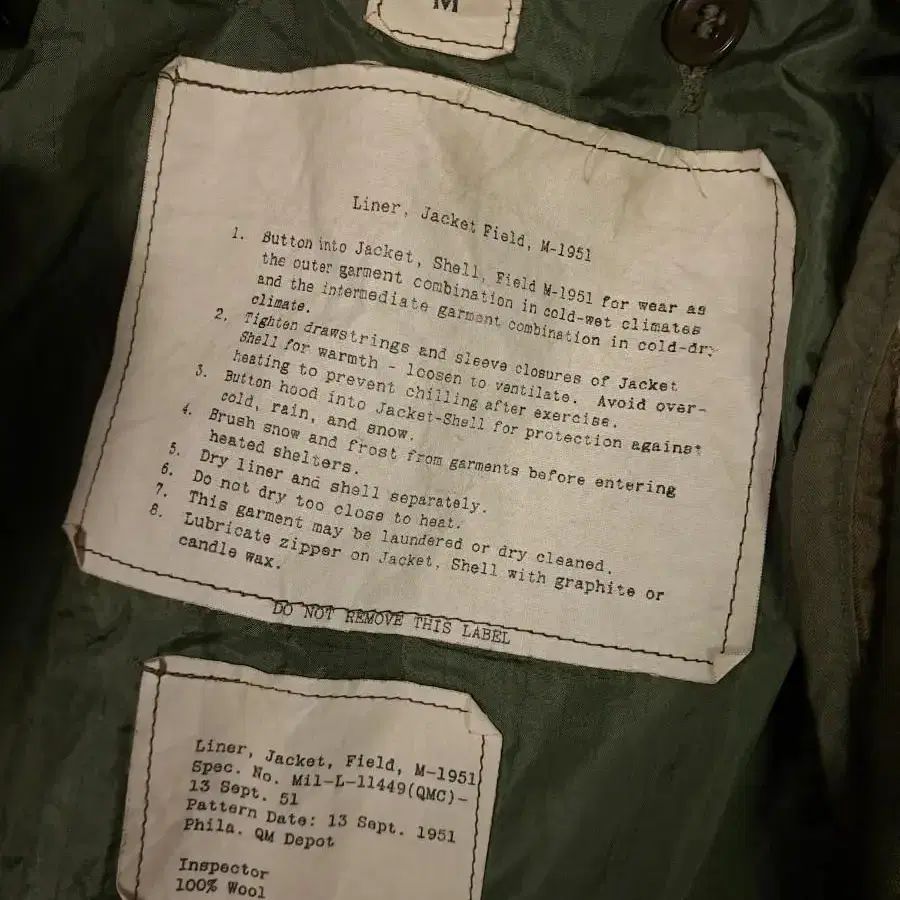 M
Liner, Jacket Field, M-1951
1. Button into Jacket, Shell, Field M-1951 for wear as
the outer garment combination in cold-wet climates
and the intermediate garment combination in cold-dry
climate.
2. Tighten drawstrings and sleeve closures of Jacket
Shell for warmth - loosen to ventilate. Avoid over-
heating to prevent chilling after exercise.
3. Button hood into Jacket-Shell for protection against
cold, rain, and snow.
4. Brush snow and frost from garments before entering
heated shelters.
5. Dry liner and shell separately.
6. Do not dry too close to heat.
7. This garment may be laundered or dry cleaned.
8. Lubricate zipper on Jacket, Shell with graphite or
candle wax.
DO NOT REMOVE THIS LABEL
Liner, Jacket, Field, M-1951
Spec. No. Mil-L-11449(QMC)-
13 Sept. 51
Pattern Date: 13 Sept. 1951
Phila. QM Depot
Inspector
100% Wool